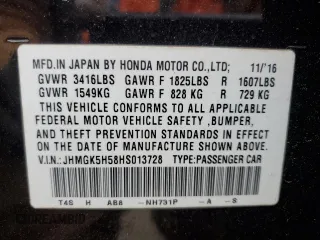 MFD.IN JAPAN BY HONDA MOTOR CO.,LTD; 11/'16
GVWR 3416LBS GAWR F 1825LBS R 1607LBS
GVWR 1549KG GAWR F 828 KG R 729 KG
THIS VEHICLE CONFORMS TO ALL APPLICABLE
FEDERAL MOTOR VEHICLE SAFETY ,BUMPER,
AND THEFT PREVENTION STANDARDS IN EFFECT
ON THE DATE OF MANUFACTURE SHOWN ABOVE.
V.I.N.: JHMGK5H58HS013728 TYPE:PASSENGER CAR
T4S H AB8 -NH731P -A -S